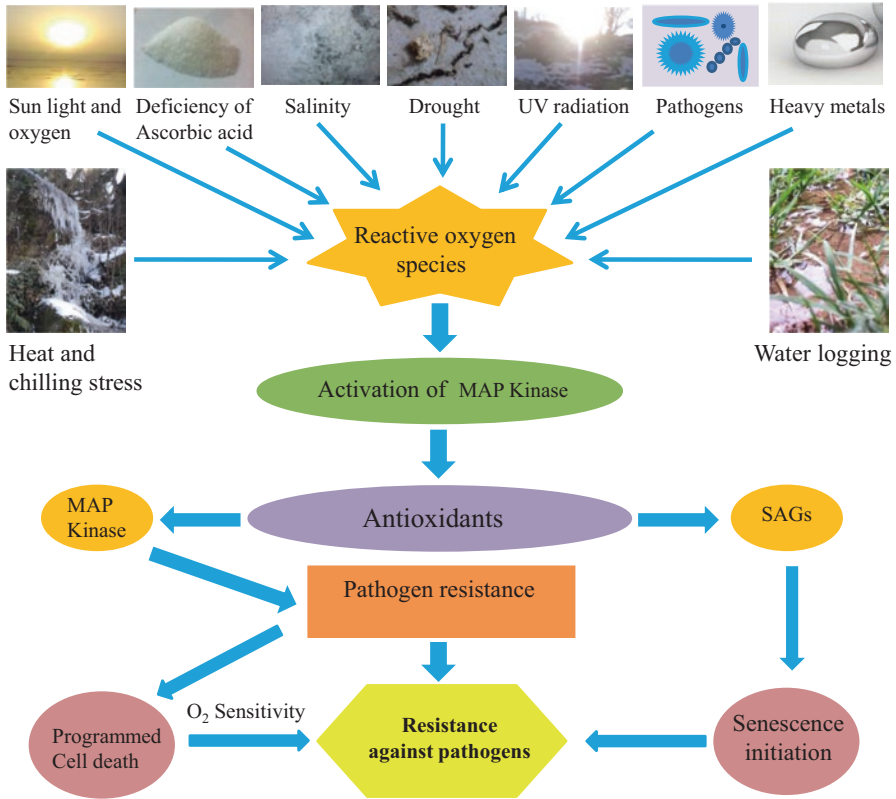 Sun light and
oxygen
Deficiency of
Ascorbic acid
Salinity
Drought
UV radiation
Pathogens
Heavy metals
Reactive oxygen
species
Heat and
chilling stress
Water logging
Activation of MAP Kinase
MAP
Kinase
Antioxidants
SAGs
Pathogen resistance
Programmed
Cell death
O₂ Sensitivity
Resistance
against pathogens
Senescence
initiation